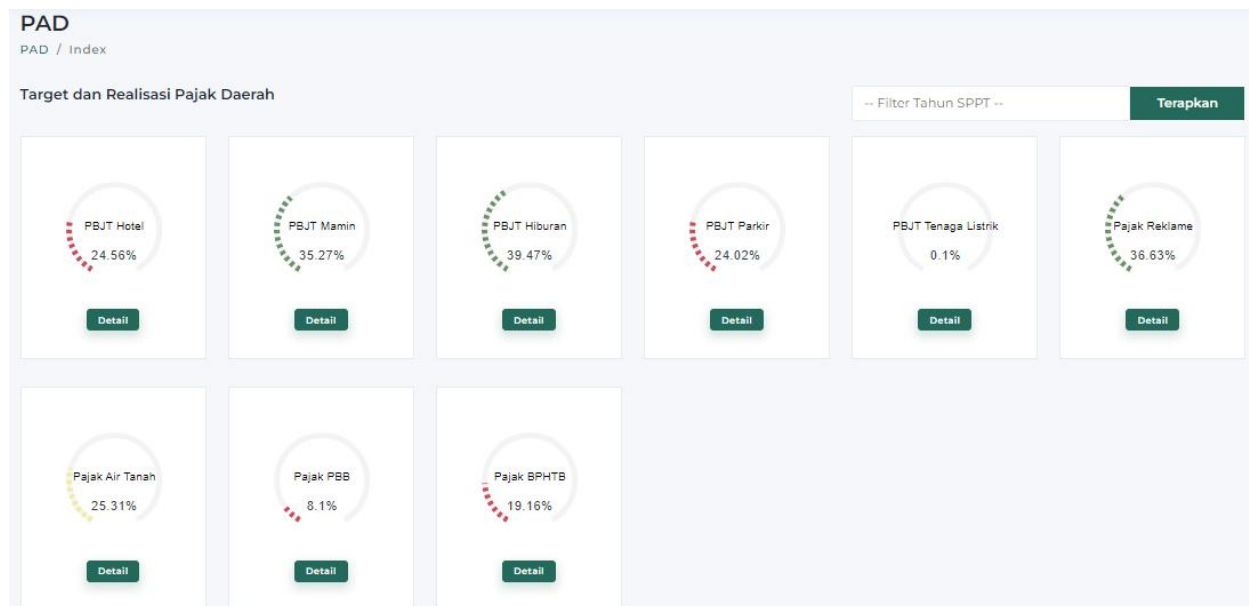 PAD
PAD / Index
Target dan Realisasi Pajak Daerah
-- Filter Tahun SPPT --
Terapkan
PBJT Hotel
24.56%
Detail
PBJT Mamin
35.27%
Detail
PBJT Hiburan
39.47%
Detail
PBJT Parkir
24.02%
Detail
PBJT Tenaga Listrik
0.1%
Detail
Pajak Reklame
36.63%
Detail
Pajak Air Tanah
25.31%
Detail
Pajak PBB
8.1%
Detail
Pajak BPHTB
19.16%
Detail